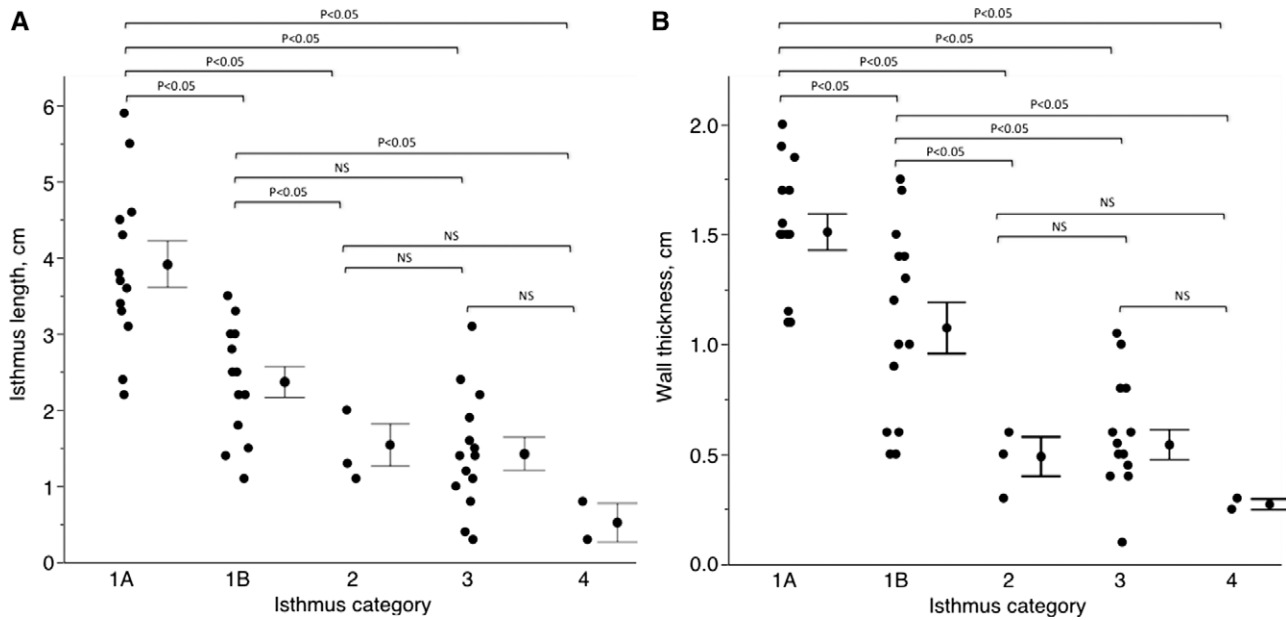 A
P<0.05
P<0.05
P<0.05
P<0.05
P<0.05
NS
P<0.05
NS
NS
NS
Isthmus length, cm
6
5
4
3
2
1
0
1A 1B 2 3 4
Isthmus category
B
P<0.05
P<0.05
P<0.05
P<0.05
P<0.05
P<0.05
P<0.05
NS
NS
NS
Wall thickness, cm
2.0
1.5
1.0
0.5
0.0
1A 1B 2 3 4
Isthmus category